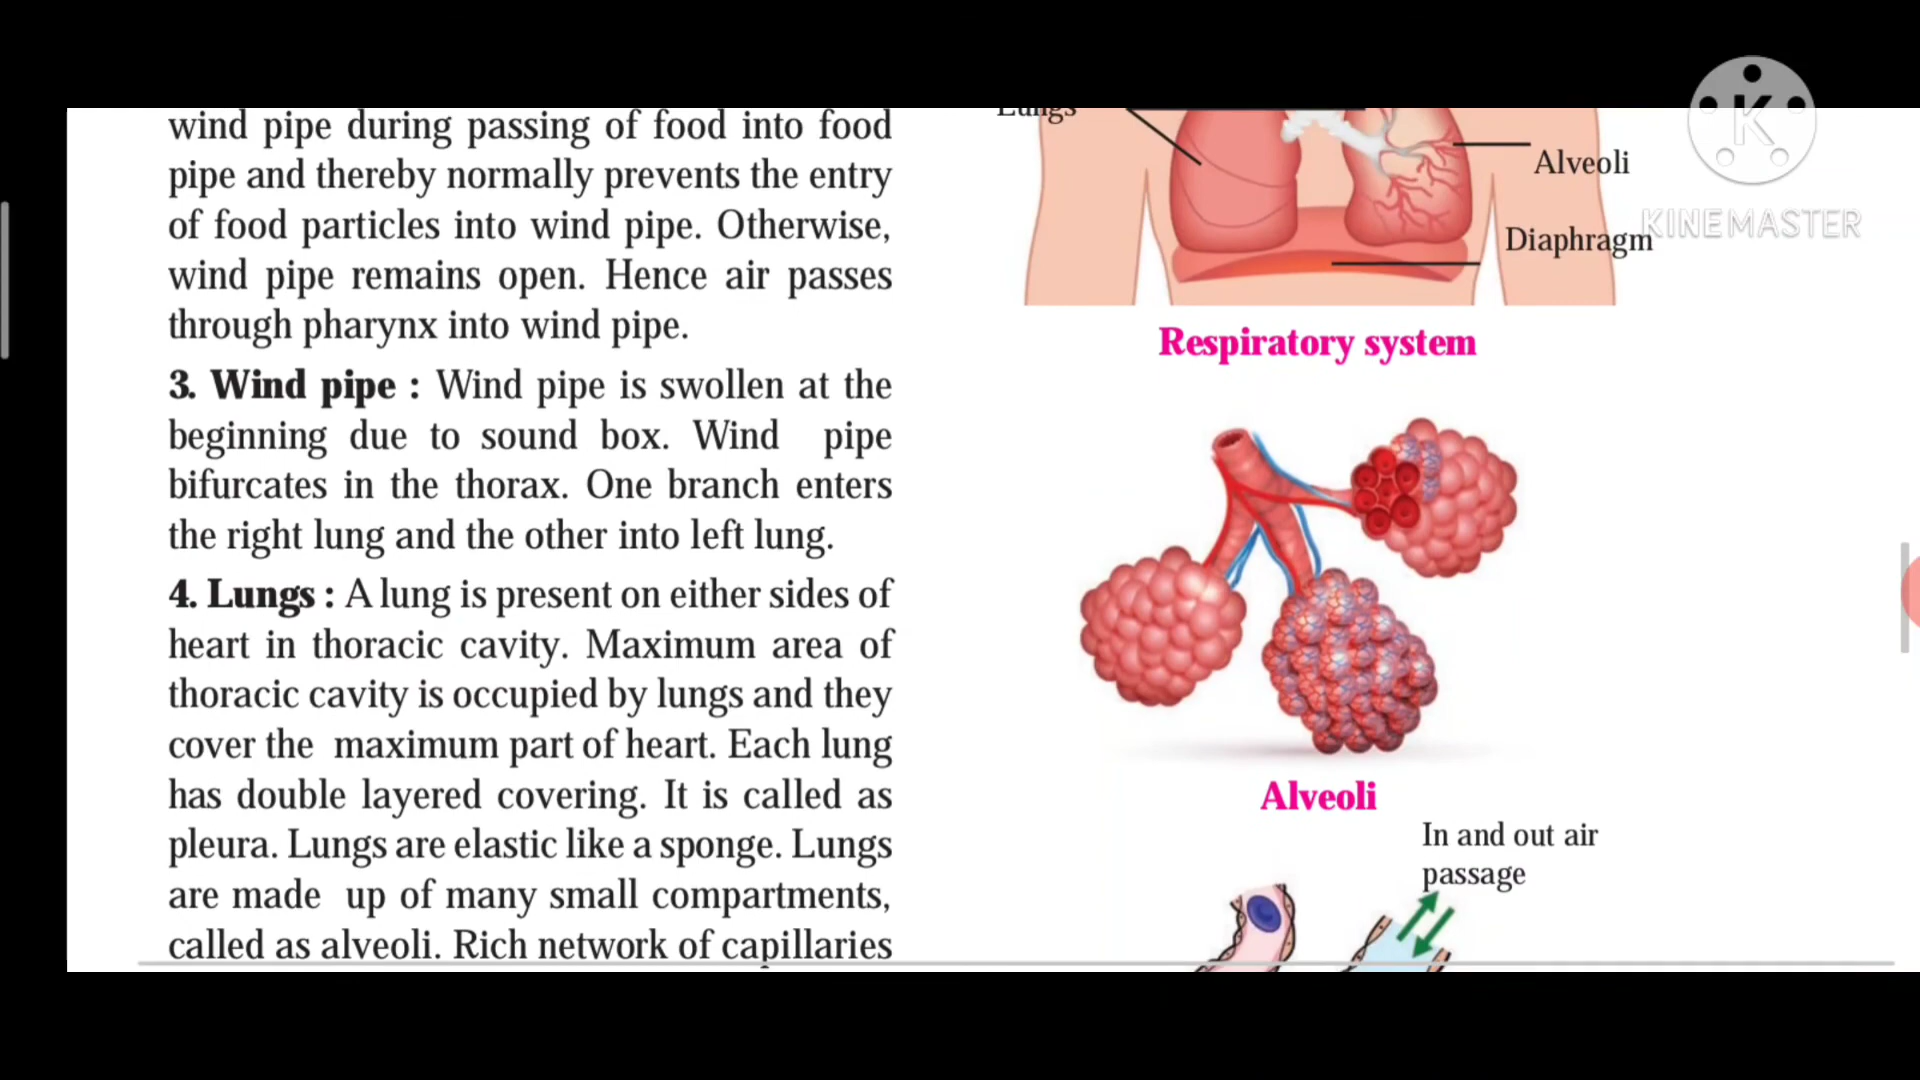 wind pipe during passing of food into food
pipe and thereby normally prevents the entry
of food particles into wind pipe. Otherwise,
wind pipe remains open. Hence air passes
through pharynx into wind pipe.
3. Wind pipe : Wind pipe is swollen at the
beginning due to sound box. Wind pipe
bifurcates in the thorax. One branch enters
the right lung and the other into left lung.
4. Lungs : A lung is present on either sides of
heart in thoracic cavity. Maximum area of
thoracic cavity is occupied by lungs and they
cover the maximum part of heart. Each lung
has double layered covering. It is called as
pleura. Lungs are elastic like a sponge. Lungs
are made up of many small compartments,
called as alveoli. Rich network of capillaries
Lungs
Alveoli
Diaphragm
Respiratory system
Alveoli
In and out air
passage
K
KINEMASTER